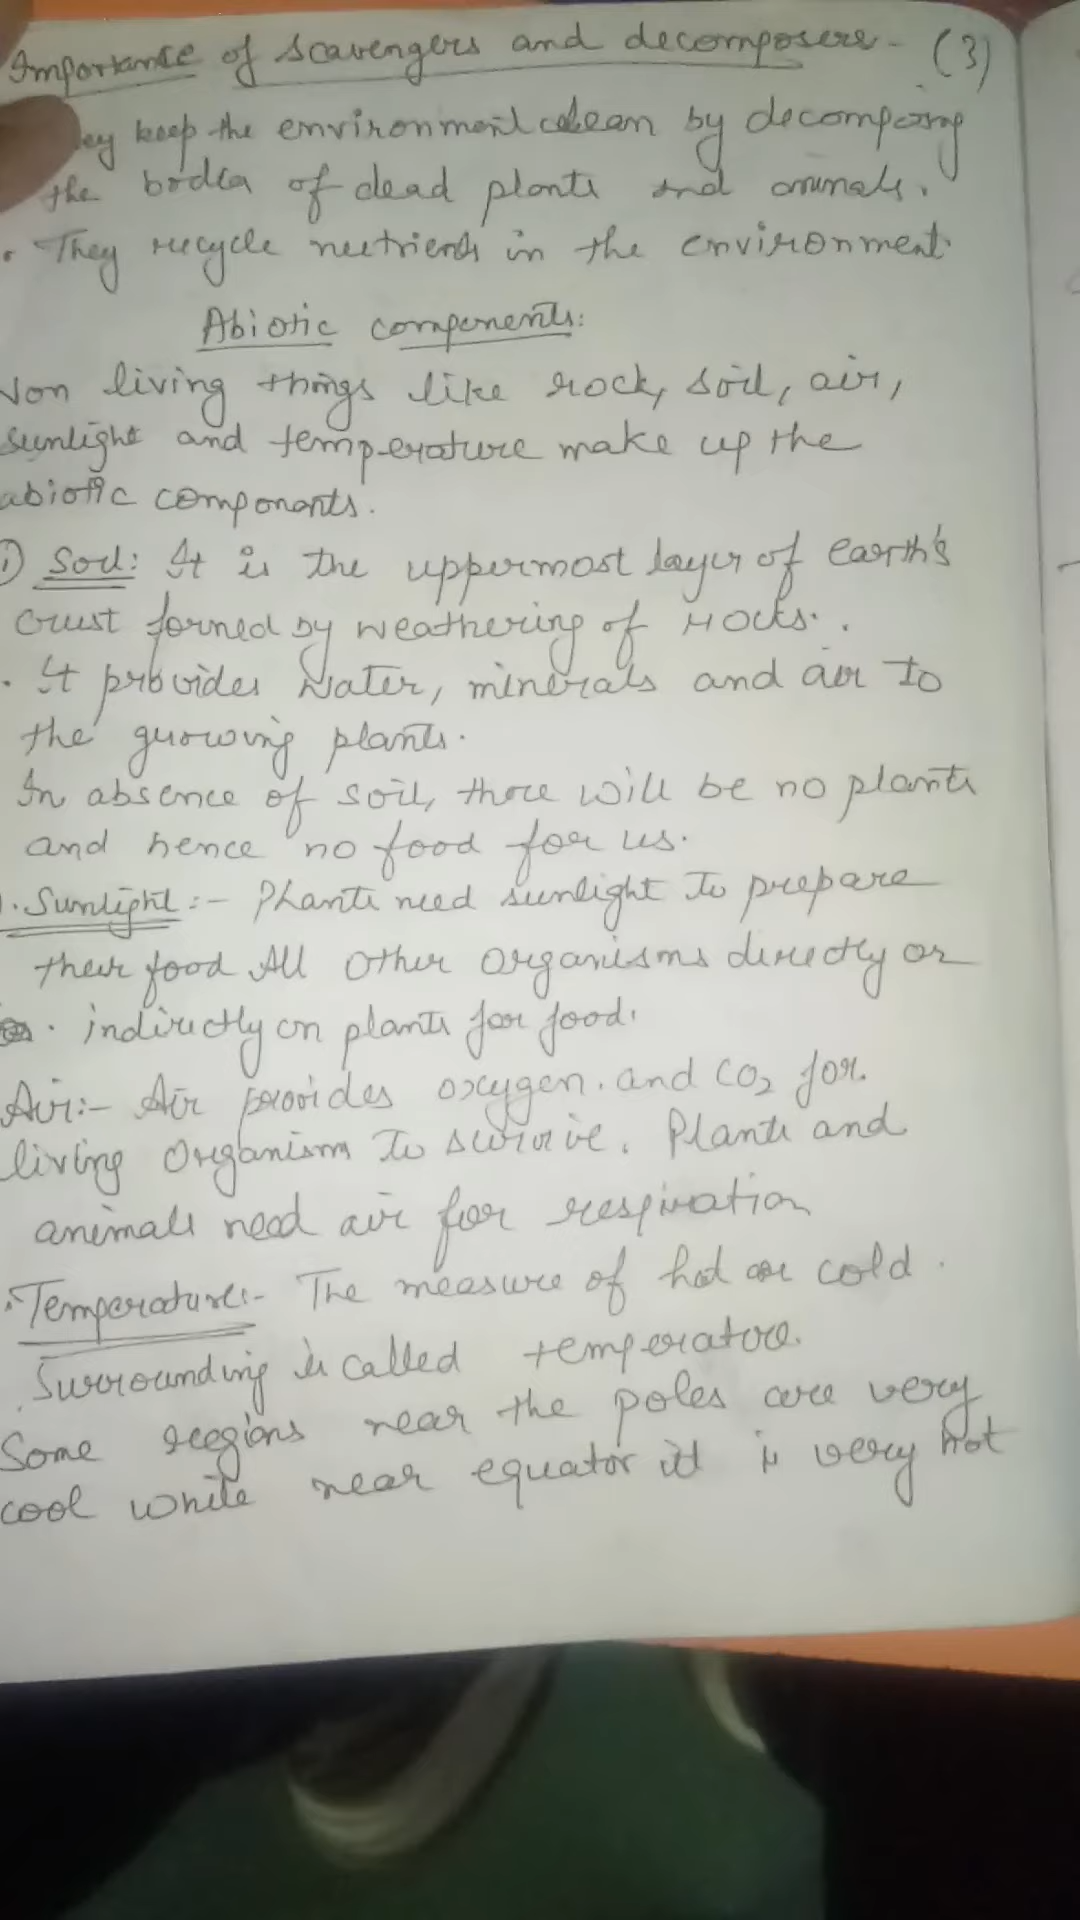 Importance of scavengers and decomposers - (3)
ey keep the environment clean by decomposing
the bodies of dead plants and animals.
• They recycle nutrients in the environment.
Abiotic components:
Non living things like rock, soil, air,
sunlight and temperature make up the
abiotic components.
i) Soil: It is the uppermost layer of earth's
crust formed by weathering of rocks.
• It provides water, minerals and air to
the growing plants.
In absence of soil, there will be no plants
and hence no food for us.
. Sunlight :- Plants need sunlight to prepare
their food All other organisms directly or
. indirectly on plants for food.
Air:- Air provides oxygen. and CO₂ for.
living organism to survive. Plants and
animals need air for respiration
. Temperature:- The measure of hot or cold.
surrounding is called temperature.
Some regions near the poles are very
cool while near equator it is very hot